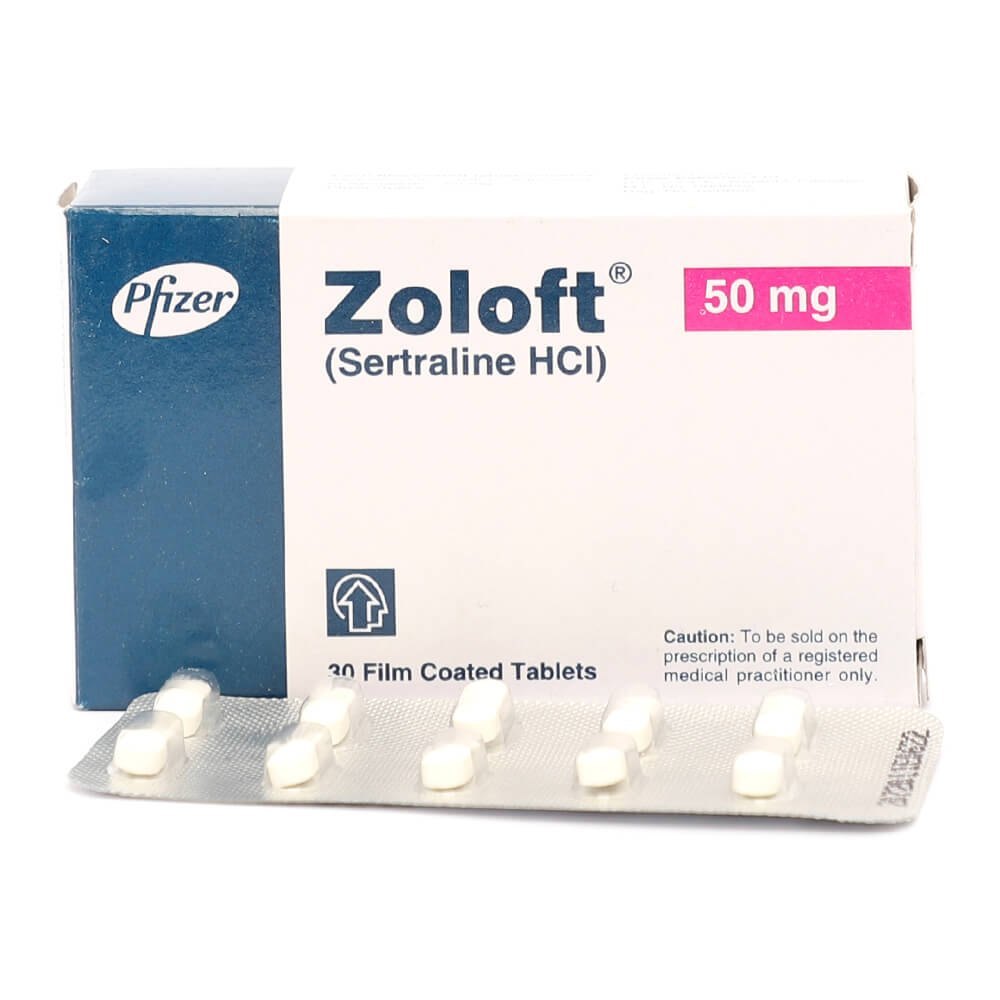 Pfizer
Zoloft®
(Sertraline HCl)
50 mg
30 Film Coated Tablets
Caution: To be sold on the
prescription of a registered
medical practitioner only.